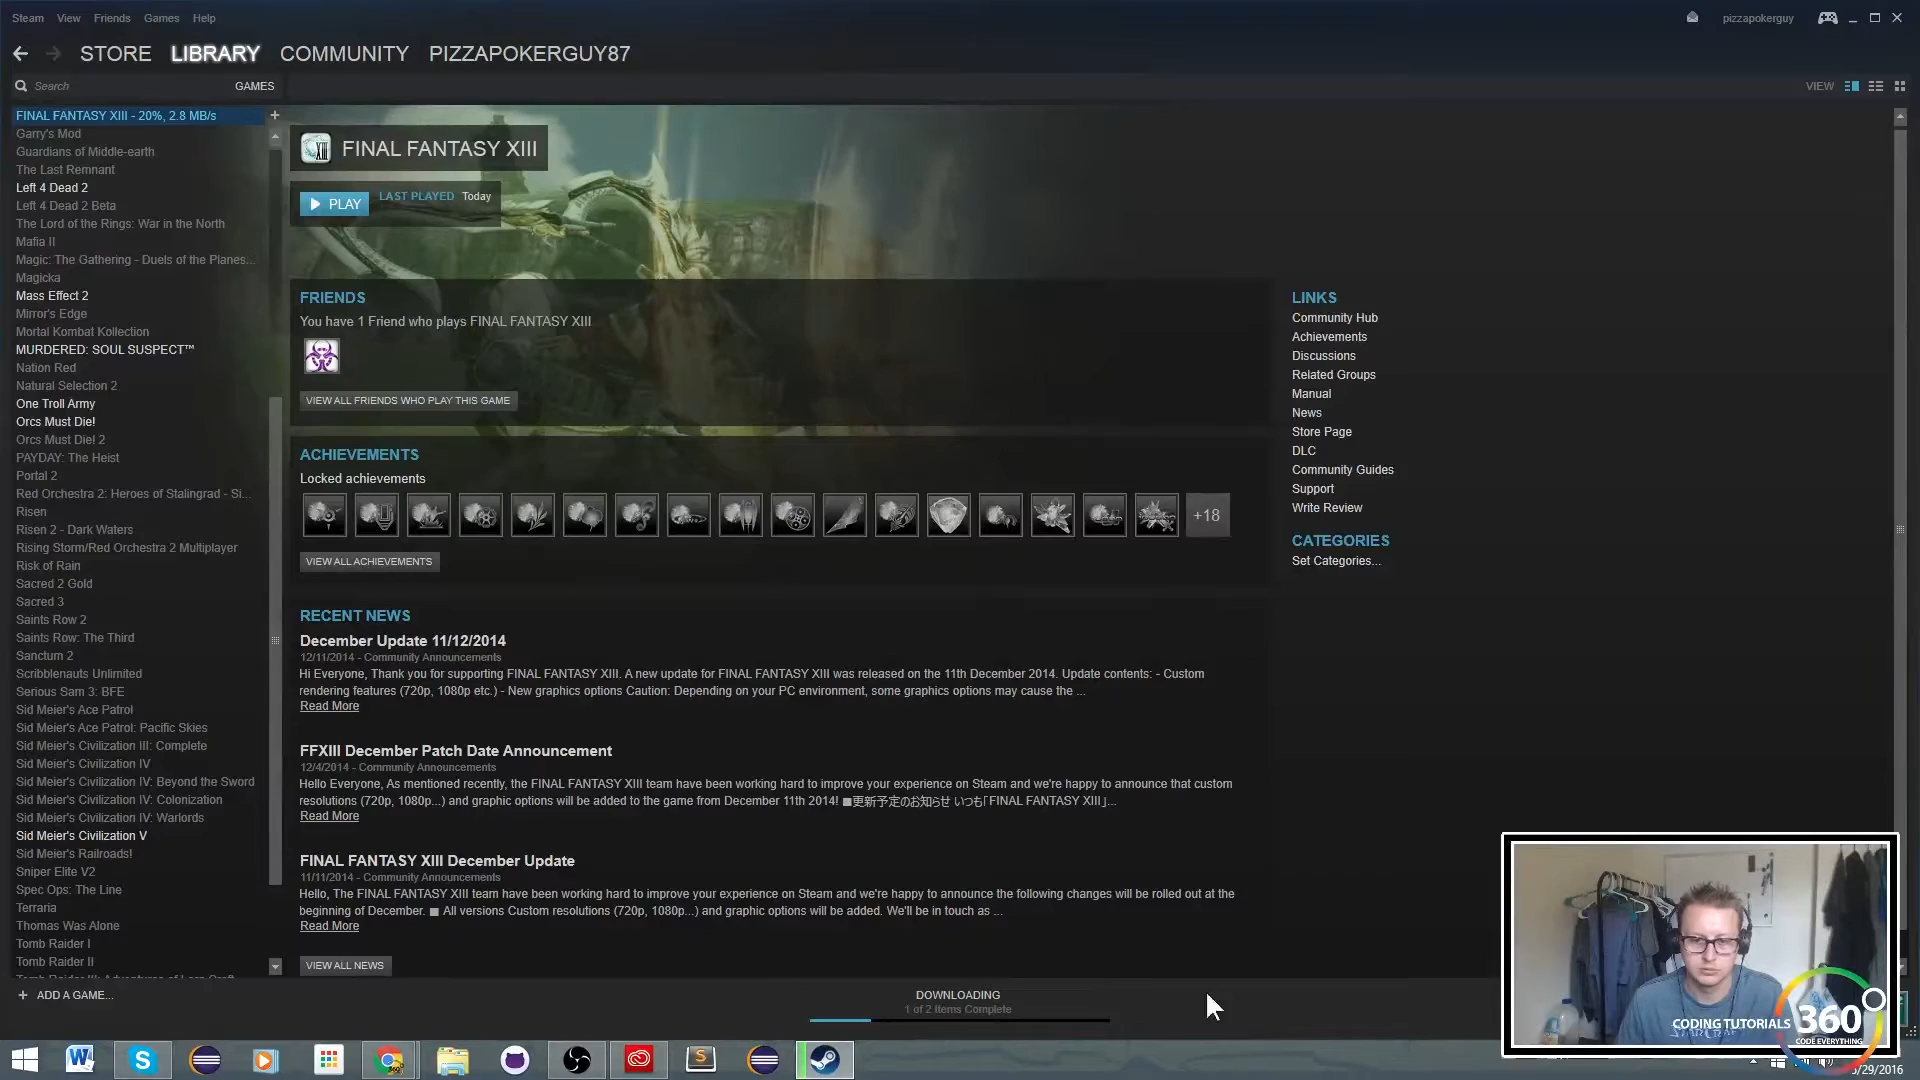 Steam View Friends Games Help
pizzapokerguy
STORE LIBRARY COMMUNITY PIZZAPOKERGUY87
Search GAMES
VIEW
FINAL FANTASY XIII - 20%, 2.8 MB/s
Garry's Mod
Guardians of Middle-earth
The Last Remnant
Left 4 Dead 2
Left 4 Dead 2 Beta
The Lord of the Rings: War in the North
Mafia II
Magic: The Gathering - Duels of the Planes...
Magicka
Mass Effect 2
Mirror's Edge
Mortal Kombat Kollection
MURDERED: SOUL SUSPECT™
Nation Red
Natural Selection 2
One Troll Army
Orcs Must Die!
Orcs Must Die! 2
PAYDAY: The Heist
Portal 2
Red Orchestra 2: Heroes of Stalingrad - Si...
Risen
Risen 2 - Dark Waters
Rising Storm/Red Orchestra 2 Multiplayer
Risk of Rain
Sacred 2 Gold
Sacred 3
Saints Row 2
Saints Row: The Third
Sanctum 2
Scribblenauts Unlimited
Serious Sam 3: BFE
Sid Meier's Ace Patrol
Sid Meier's Ace Patrol: Pacific Skies
Sid Meier's Civilization III: Complete
Sid Meier's Civilization IV
Sid Meier's Civilization IV: Beyond the Sword
Sid Meier's Civilization IV: Colonization
Sid Meier's Civilization IV: Warlords
Sid Meier's Civilization V
Sid Meier's Railroads!
Sniper Elite V2
Spec Ops: The Line
Terraria
Thomas Was Alone
Tomb Raider I
Tomb Raider II
ADD A GAME...
FINAL FANTASY XIII
PLAY
LAST PLAYED Today
FRIENDS
You have 1 Friend who plays FINAL FANTASY XIII
VIEW ALL FRIENDS WHO PLAY THIS GAME
ACHIEVEMENTS
Locked achievements
+18
VIEW ALL ACHIEVEMENTS
RECENT NEWS
December Update 11/12/2014
12/11/2014 - Community Announcements
Hi Everyone, Thank you for supporting FINAL FANTASY XIII. A new update for FINAL FANTASY XIII was released on the 11th December 2014. Update contents: - Custom
rendering features (720p, 1080p etc.) - New graphics options Caution: Depending on your PC environment, some graphics options may cause the ...
Read More
FFXIII December Patch Date Announcement
12/4/2014 - Community Announcements
Hello Everyone, As mentioned recently, the FINAL FANTASY XIII team have been working hard to improve your experience on Steam and we're happy to announce that custom
resolutions (720p, 1080p...) and graphic options will be added to the game from December 11th 2014! ■更新予定のお知らせ いつも「FINAL FANTASY XIII」...
Read More
FINAL FANTASY XIII December Update
11/11/2014 - Community Announcements
Hello, The FINAL FANTASY XIII team have been working hard to improve your experience on Steam and we're happy to announce the following changes will be rolled out at the
beginning of December. ■ All versions Custom resolutions (720p, 1080p...) and graphic options will be added. We'll be in touch as ...
Read More
VIEW ALL NEWS
LINKS
Community Hub
Achievements
Discussions
Related Groups
Manual
News
Store Page
DLC
Community Guides
Support
Write Review
CATEGORIES
Set Categories...
DOWNLOADING
1 of 2 Items Complete
CODING TUTORIALS 360
CODE EVERYTHING
/29/2016